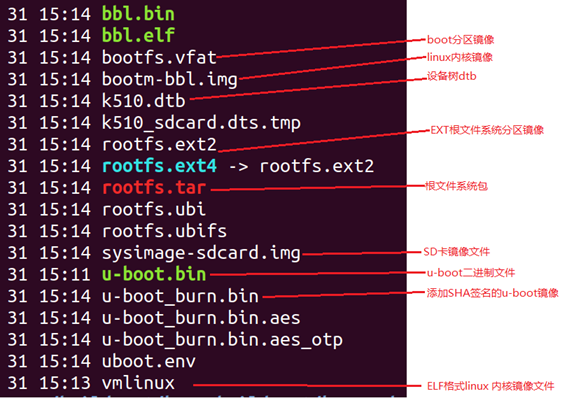 31 15:14 bbl.bin
31 15:14 bbl.elf
31 15:14 bootfs.vfat boot分区镜像
31 15:14 bootm-bbl.img linux内核镜像
31 15:14 k510.dtb 设备树dtb
31 15:14 k510_sdcard.dts.tmp
31 15:14 rootfs.ext2 EXT根文件系统分区镜像
31 15:14 rootfs.ext4 -> rootfs.ext2
31 15:14 rootfs.tar 根文件系统包
31 15:14 rootfs.ubi
31 15:14 rootfs.ubifs
31 15:14 sysimage-sdcard.img SD卡镜像文件
31 15:11 u-boot.bin u-boot二进制文件
31 15:14 u-boot_burn.bin 添加SHA签名的u-boot镜像
31 15:14 u-boot_burn.bin.aes
31 15:14 u-boot_burn.bin.aes_otp
31 15:14 uboot.env
31 15:13 vmlinux ELF格式linux 内核镜像文件